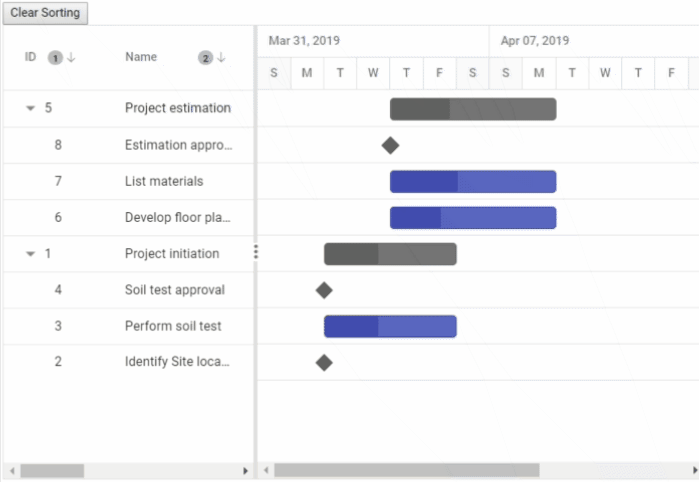 Clear Sorting
Mar 31, 2019 Apr 07, 2019
ID 1 Name 2
S M T W T F S S M T W T F
5 Project estimation
8 Estimation appro...
7 List materials
6 Develop floor pla...
1 Project initiation
4 Soil test approval
3 Perform soil test
2 Identify Site loca...